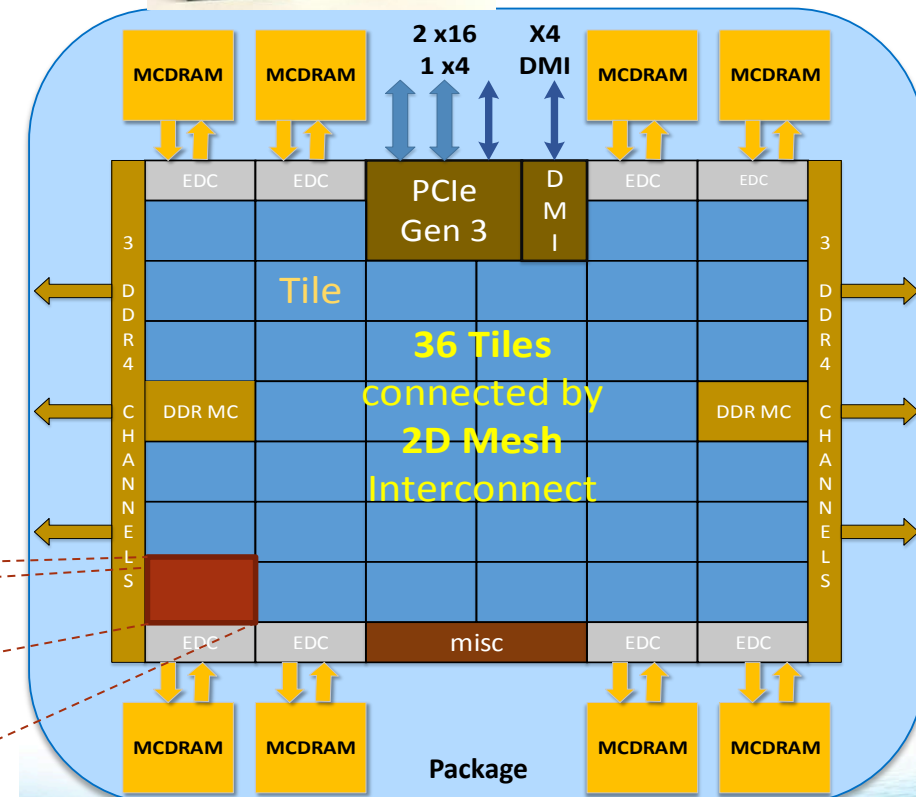 2 x16
1 x4
X4
DMI
MCDRAM
MCDRAM
MCDRAM
MCDRAM
EDC
EDC
PCIe
Gen 3
D
M
I
EDC
EDC
3
D
D
R
4
C
H
A
N
N
E
L
S
Tile
36 Tiles
connected by
2D Mesh
Interconnect
DDR MC
DDR MC
3
D
D
R
4
C
H
A
N
N
E
L
S
EDC
EDC
misc
EDC
EDC
MCDRAM
MCDRAM
MCDRAM
MCDRAM
Package